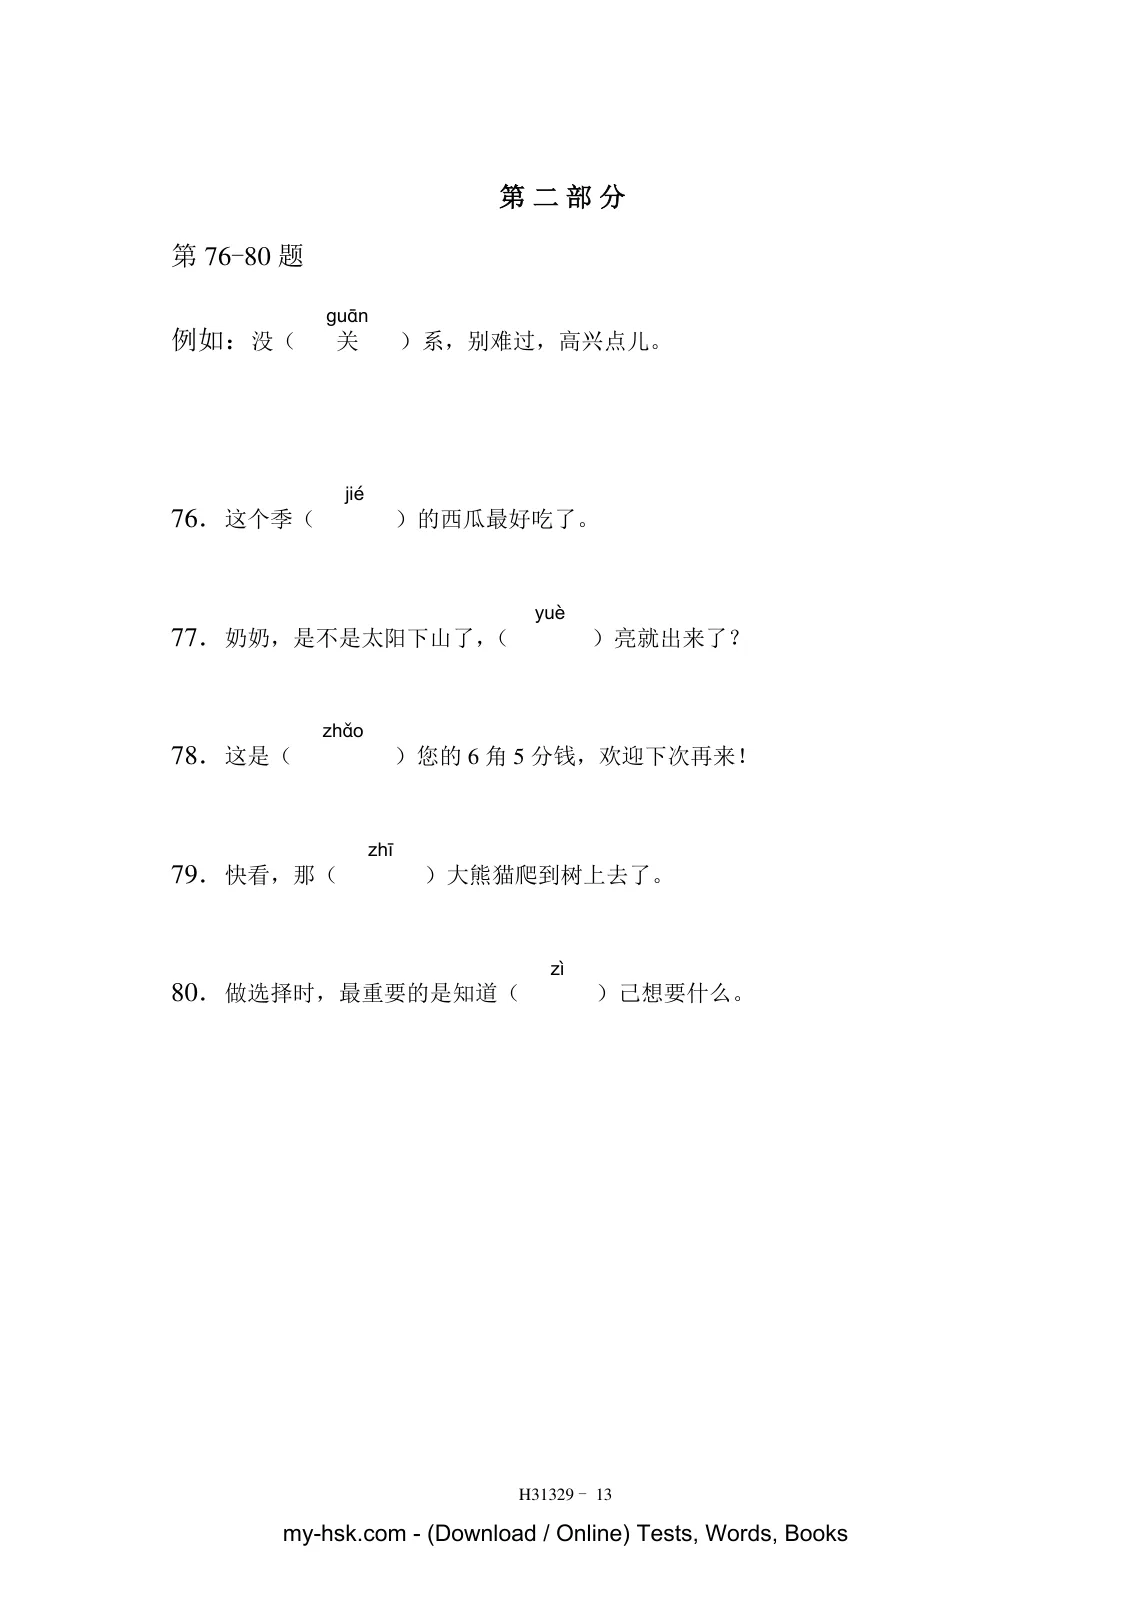 第二部分
第 76-80 题
guān
例如：没（ 关 ）系，别难过，高兴点儿。
jié
76．这个季（ ）的西瓜最好吃了。
yuè
77．奶奶，是不是太阳下山了，（ ）亮就出来了？
zhǎo
78．这是（ ）您的 6 角 5 分钱，欢迎下次再来！
zhī
79．快看，那（ ）大熊猫爬到树上去了。
zì
80．做选择时，最重要的是知道（ ）己想要什么。
H31329 - 13
my-hsk.com - (Download / Online) Tests, Words, Books